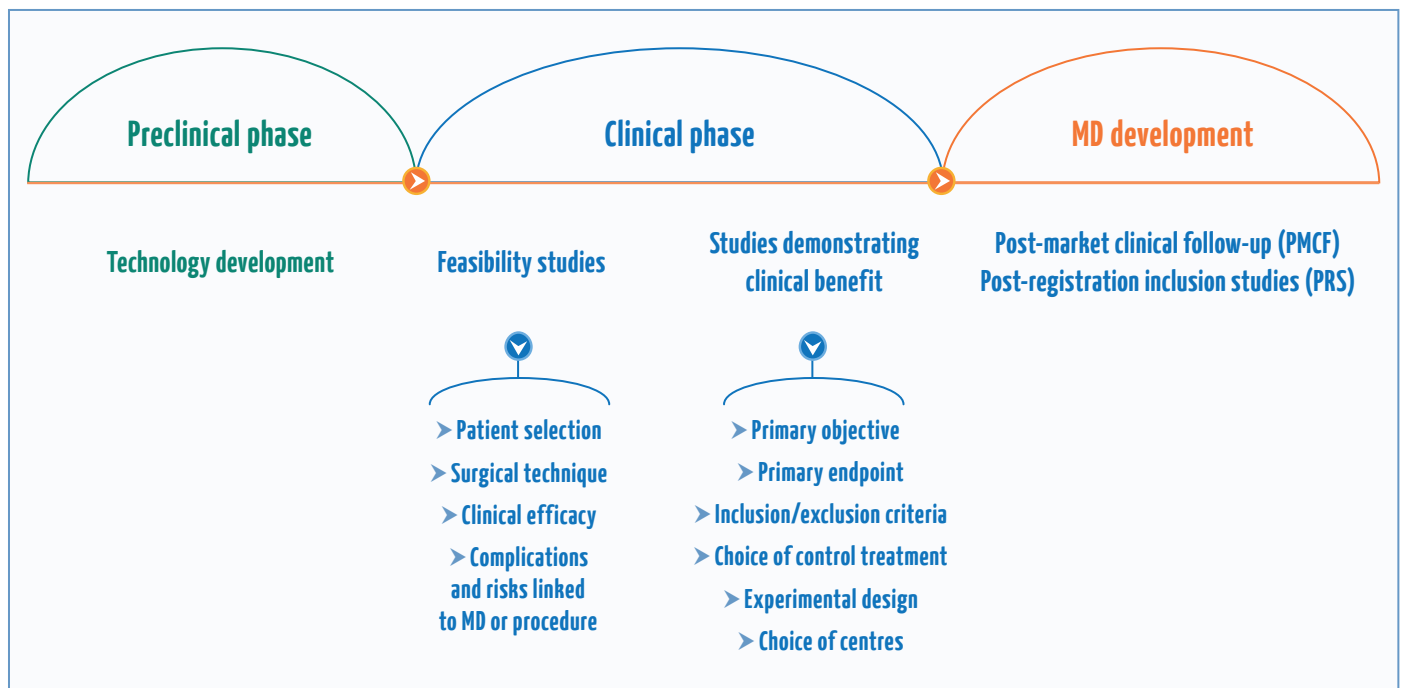 Preclinical phase
Clinical phase
MD development
Technology development
Feasibility studies
Studies demonstrating
clinical benefit
Post-market clinical follow-up (PMCF)
Post-registration inclusion studies (PRS)
Patient selection
Surgical technique
Clinical efficacy
Complications
and risks linked
to MD or procedure
Primary objective
Primary endpoint
Inclusion/exclusion criteria
Choice of control treatment
Experimental design
Choice of centres